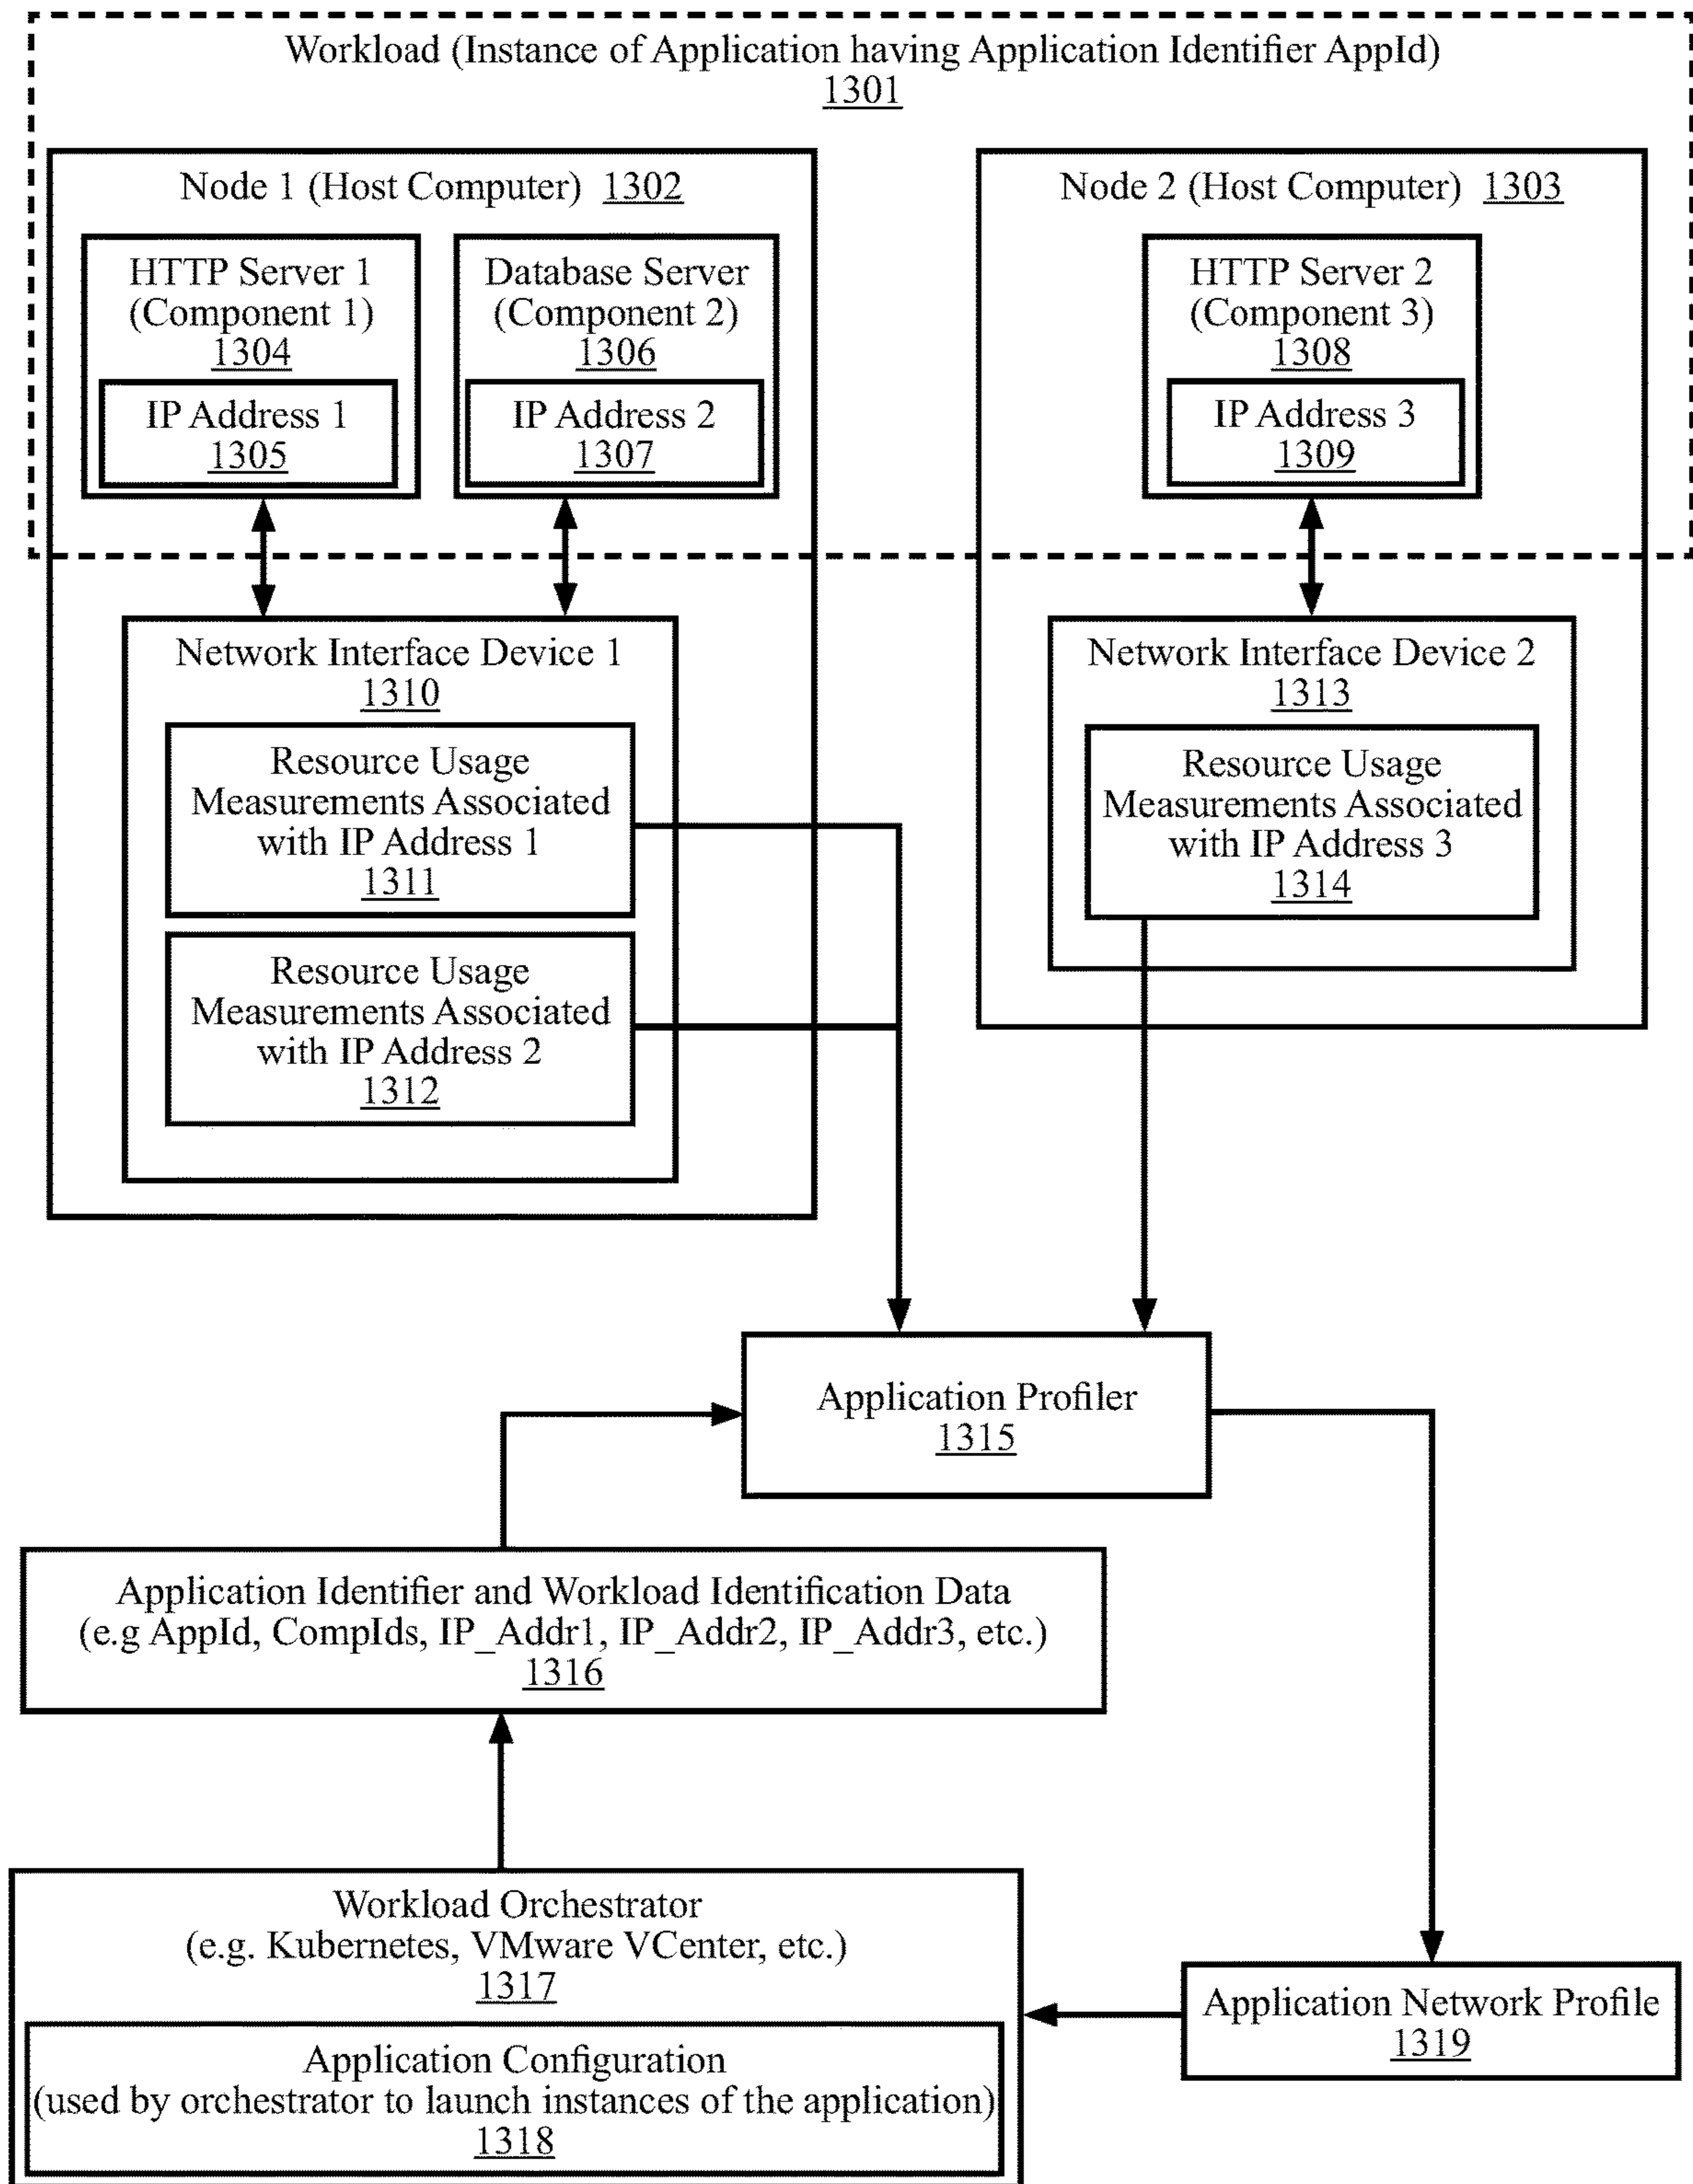 Workload (Instance of Application having Application Identifier AppId)
1301
Node 1 (Host Computer) 1302
HTTP Server 1
(Component 1)
1304
IP Address 1
1305
Database Server
(Component 2)
1306
IP Address 2
1307
Node 2 (Host Computer) 1303
HTTP Server 2
(Component 3)
1308
IP Address 3
1309
Network Interface Device 1
1310
Resource Usage
Measurements Associated
with IP Address 1
1311
Resource Usage
Measurements Associated
with IP Address 2
1312
Network Interface Device 2
1313
Resource Usage
Measurements Associated
with IP Address 3
1314
Application Profiler
1315
Application Identifier and Workload Identification Data
(e.g AppId, CompIds, IP_Addr1, IP_Addr2, IP_Addr3, etc.)
1316
Workload Orchestrator
(e.g. Kubernetes, VMware VCenter, etc.)
1317
Application Configuration
(used by orchestrator to launch instances of the application)
1318
Application Network Profile
1319